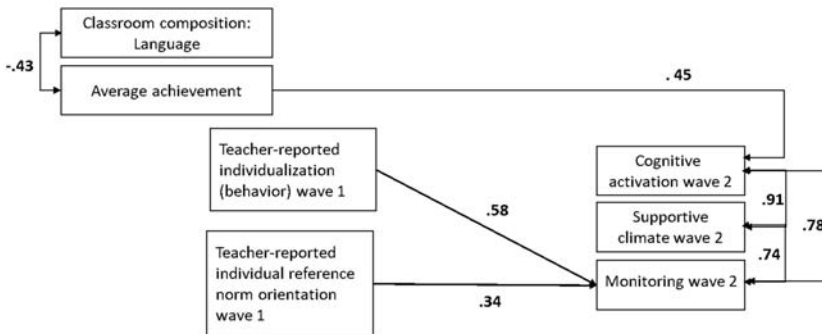 Classroom composition:
Language
-.43
Average achievement
. 45
Teacher-reported
individualization
(behavior) wave 1
Cognitive
activation wave 2
.58
.91
Supportive
climate wave 2
.78
.74
Teacher-reported
individual reference
norm orientation
wave 1
Monitoring wave 2
.34